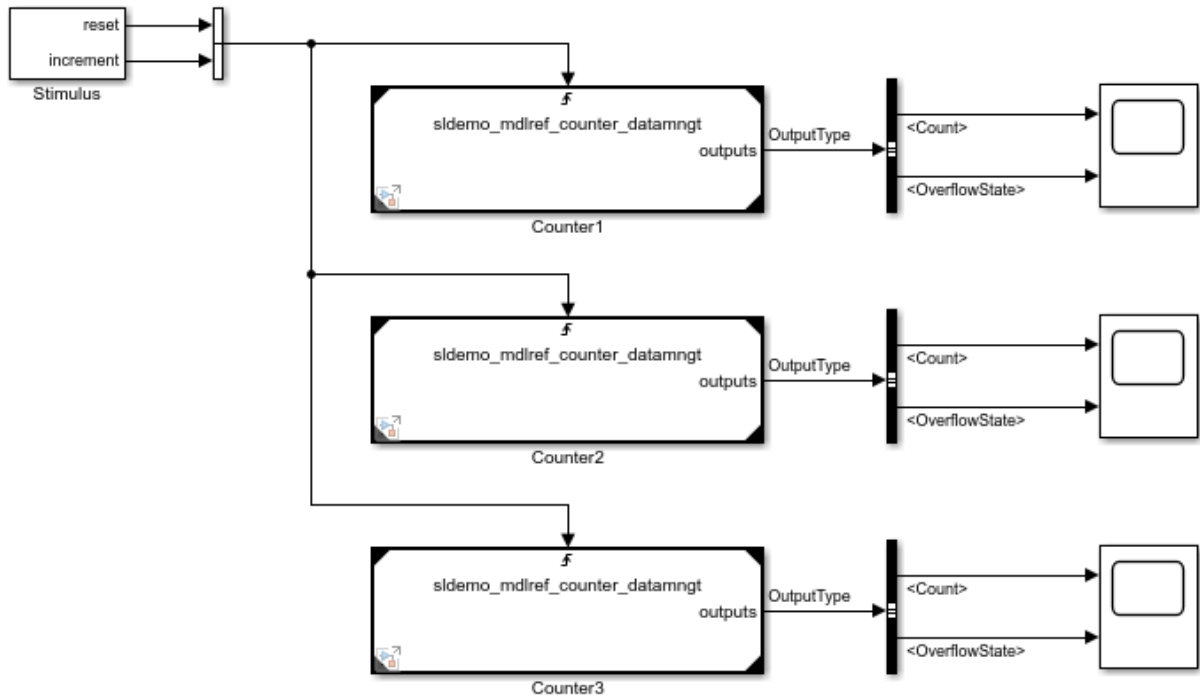 reset
increment
Stimulus
sldemo_mdlref_counter_datamngt
outputs
OutputType
<Count>
<OverflowState>
Counter1
sldemo_mdlref_counter_datamngt
outputs
OutputType
<Count>
<OverflowState>
Counter2
sldemo_mdlref_counter_datamngt
outputs
OutputType
<Count>
<OverflowState>
Counter3